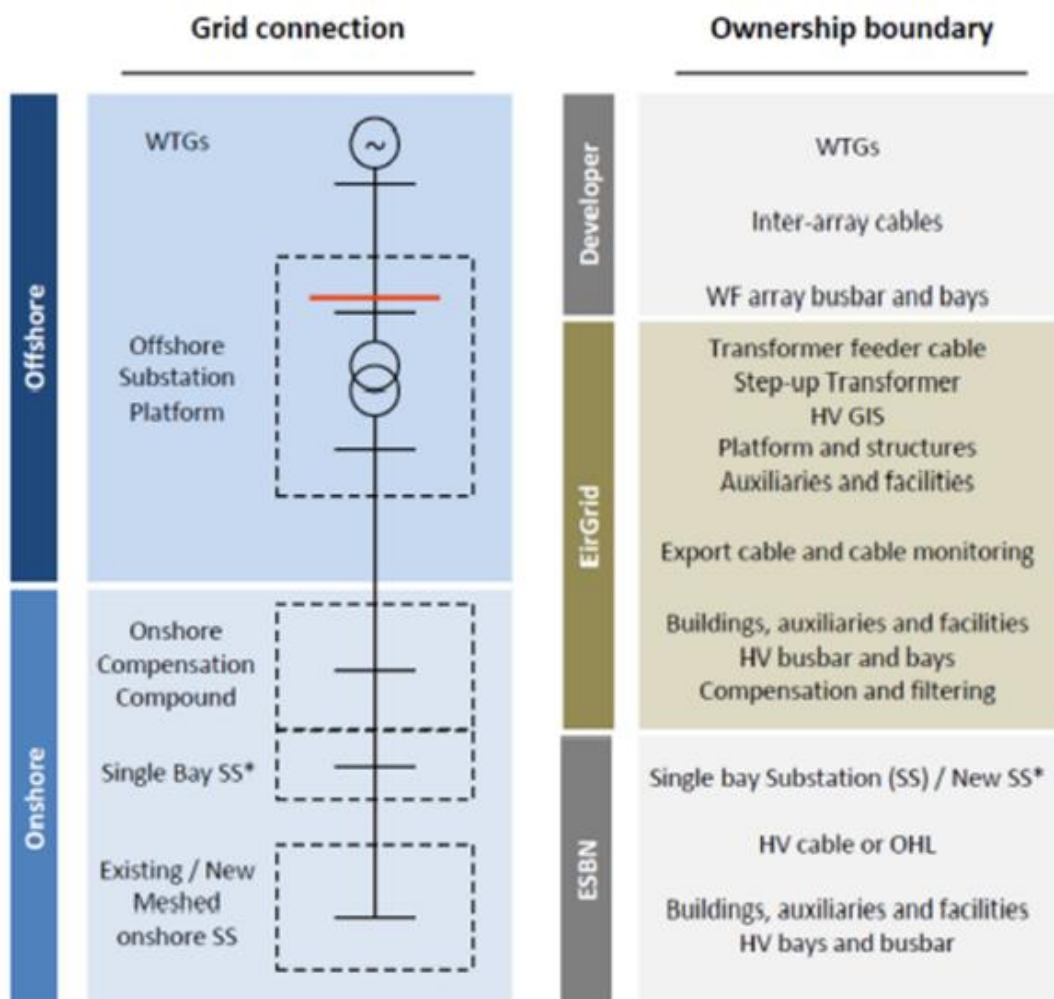 Grid connection
Ownership boundary
Offshore
WTGs
~
Offshore
Substation
Platform
Onshore
Onshore
Compensation
Compound
Single Bay SS*
Existing / New
Meshed
onshore SS
Developer
WTGs
Inter-array cables
WF array busbar and bays
EirGrid
Transformer feeder cable
Step-up Transformer
HV GIS
Platform and structures
Auxiliaries and facilities
Export cable and cable monitoring
Buildings, auxiliaries and facilities
HV busbar and bays
Compensation and filtering
ESBN
Single bay Substation (SS) / New SS*
HV cable or OHL
Buildings, auxiliaries and facilities
HV bays and busbar